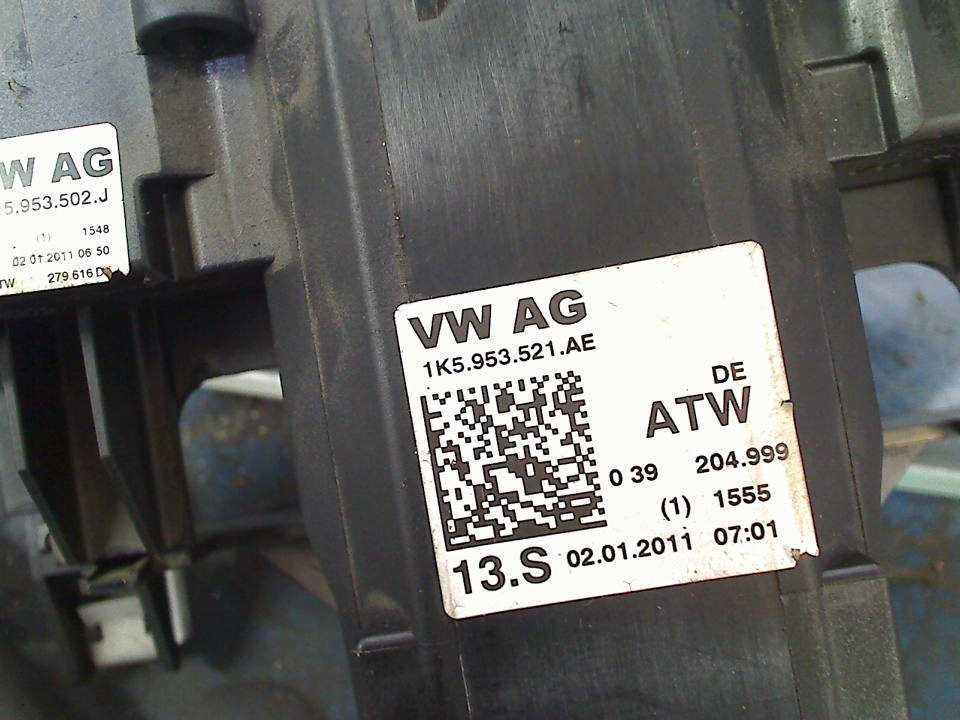 W AG
5.953.502.J
(1) 1548
02.01.2011 06 50
TW 279.616 D
VW AG
1K5.953.521.AE
DE
ATW
0 39 204.999
(1) 1555
13.S 02.01.2011 07:01